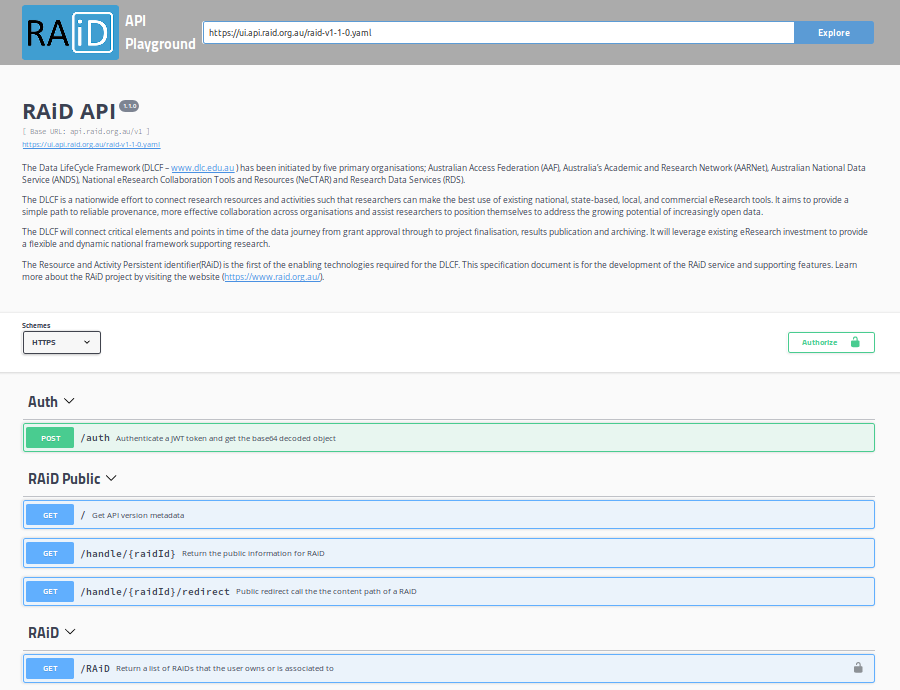 RAiD
API
Playground
https://ui.api.raid.org.au/raid-v1-1-0.yaml
Explore
RAiD API 1.1.0
[ Base URL: api.raid.org.au/v1 ]
https://ui.api.raid.org.au/raid-v1-1-0.yaml
The Data LifeCycle Framework (DLCF – www.dlc.edu.au ) has been initiated by five primary organisations; Australian Access Federation (AAF), Australia's Academic and Research Network (AARNet), Australian National Data
Service (ANDS), National eResearch Collaboration Tools and Resources (NeCTAR) and Research Data Services (RDS).
The DLCF is a nationwide effort to connect research resources and activities such that researchers can make the best use of existing national, state-based, local, and commercial eResearch tools. It aims to provide a
simple path to reliable provenance, more effective collaboration across organisations and assist researchers to position themselves to address the growing potential of increasingly open data.
The DLCF will connect critical elements and points in time of the data journey from grant approval through to project finalisation, results publication and archiving. It will leverage existing eResearch investment to provide
a flexible and dynamic national framework supporting research.
The Resource and Activity Persistent identifier(RAiD) is the first of the enabling technologies required for the DLCF. This specification document is for the development of the RAiD service and supporting features. Learn
more about the RAiD project by visiting the website (https://www.raid.org.au/).
Schemes
HTTPS
Authorize
Auth
POST /auth Authenticate a JWT token and get the base64 decoded object
RAiD Public
GET / Get API version metadata
GET /handle/{raidId} Return the public information for RAiD
GET /handle/{raidId}/redirect Public redirect call the the content path of a RAiD
RAiD
GET /RAiD Return a list of RAiDs that the user owns or is associated to